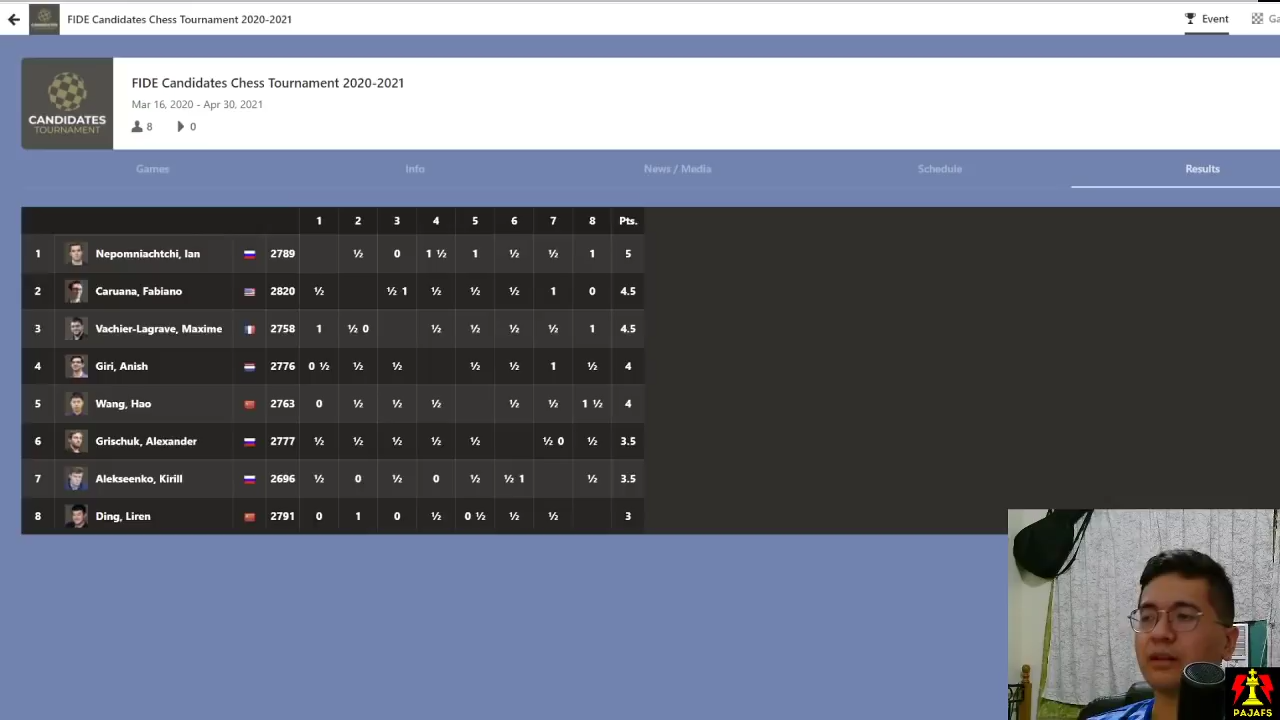 FIDE Candidates Chess Tournament 2020-2021
Event
Ga
CANDIDATES
TOURNAMENT
FIDE Candidates Chess Tournament 2020-2021
Mar 16, 2020 - Apr 30, 2021
8 0
Games Info News / Media Schedule Results
1 2 3 4 5 6 7 8 Pts.
1 Nepomniachtchi, Ian 2789 ½ 0 1 ½ 1 ½ ½ 1 5
2 Caruana, Fabiano 2820 ½ ½ 1 ½ ½ ½ 1 0 4.5
3 Vachier-Lagrave, Maxime 2758 1 ½ 0 ½ ½ ½ ½ 1 4.5
4 Giri, Anish 2776 0 ½ ½ ½ ½ ½ 1 ½ 4
5 Wang, Hao 2763 0 ½ ½ ½ ½ ½ 1 ½ 4
6 Grischuk, Alexander 2777 ½ ½ ½ ½ ½ ½ 0 ½ 3.5
7 Alekseenko, Kirill 2696 ½ 0 ½ 0 ½ ½ 1 ½ 3.5
8 Ding, Liren 2791 0 1 0 ½ 0 ½ ½ ½ 3
PAJAFS